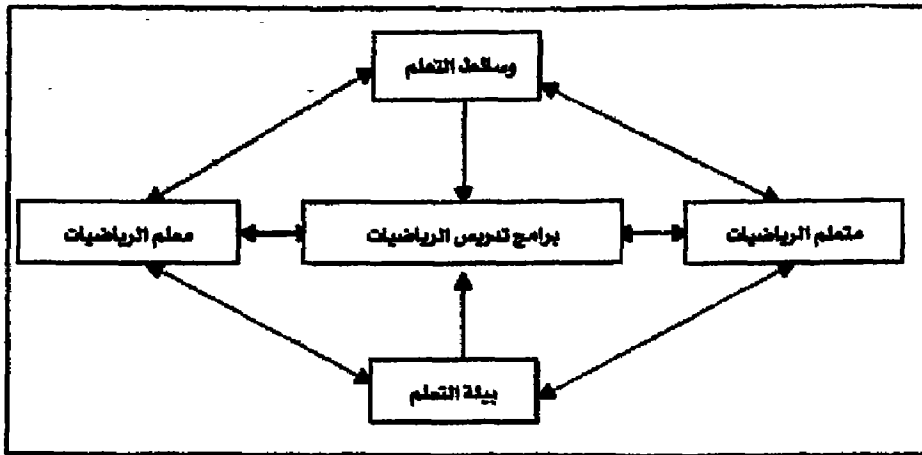 وسائط التعلم
متعلم الرياضيات
برامج تدريس الرياضيات
معلم الرياضيات
بيئة التعلم